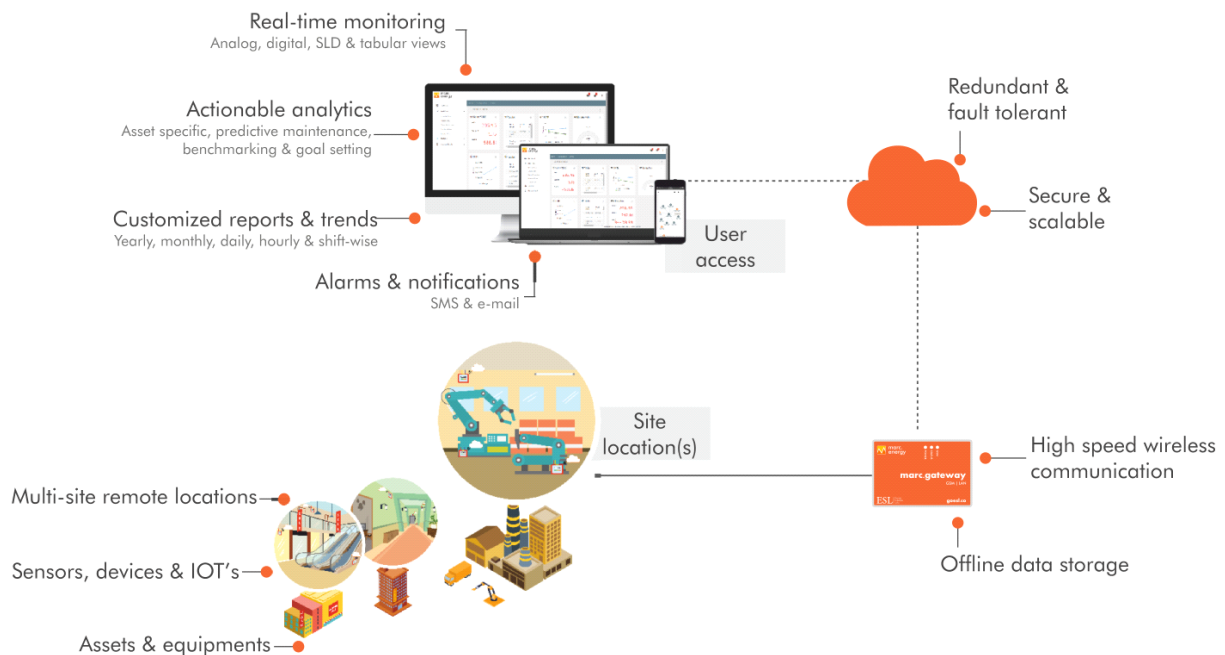 Real-time monitoring
Analog, digital, SLD & tabular views
Actionable analytics
Asset specific, predictive maintenance,
benchmarking & goal setting
Customized reports & trends
Yearly, monthly, daily, hourly & shift-wise
Alarms & notifications
SMS & e-mail
User
access
Redundant &
fault tolerant
Secure &
scalable
Site
location(s)
marc.
energy
marc.gateway
ESL
High speed wireless
communication
Offline data storage
Multi-site remote locations
Sensors, devices & IOT's
Assets & equipments